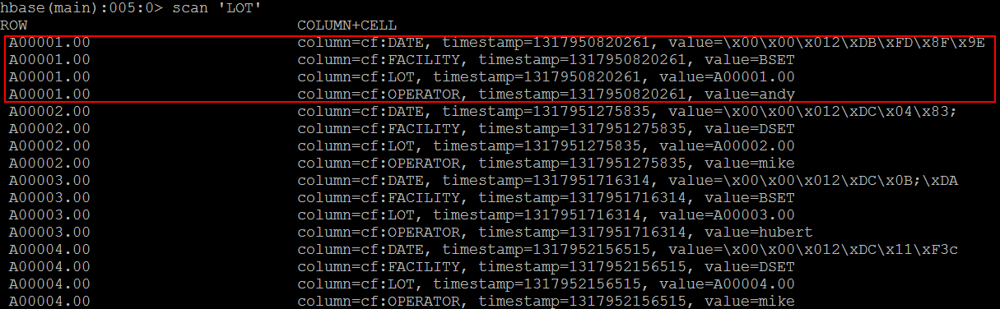 hbase(main):005:0> scan 'LOT'
ROW COLUMN+CELL
A00001.00 column=cf:DATE, timestamp=1317950820261, value=\x00\x00\x012\xDB\xFD\x8F\x9E
A00001.00 column=cf:FACILITY, timestamp=1317950820261, value=BSET
A00001.00 column=cf:LOT, timestamp=1317950820261, value=A00001.00
A00001.00 column=cf:OPERATOR, timestamp=1317950820261, value=andy
A00002.00 column=cf:DATE, timestamp=1317951275835, value=\x00\x00\x012\xDC\x04\x83;
A00002.00 column=cf:FACILITY, timestamp=1317951275835, value=DSET
A00002.00 column=cf:LOT, timestamp=1317951275835, value=A00002.00
A00002.00 column=cf:OPERATOR, timestamp=1317951275835, value=mike
A00003.00 column=cf:DATE, timestamp=1317951716314, value=\x00\x00\x012\xDC\x0B;\xDA
A00003.00 column=cf:FACILITY, timestamp=1317951716314, value=BSET
A00003.00 column=cf:LOT, timestamp=1317951716314, value=A00003.00
A00003.00 column=cf:OPERATOR, timestamp=1317951716314, value=hubert
A00004.00 column=cf:DATE, timestamp=1317952156515, value=\x00\x00\x012\xDC\x11\xF3c
A00004.00 column=cf:FACILITY, timestamp=1317952156515, value=DSET
A00004.00 column=cf:LOT, timestamp=1317952156515, value=A00004.00
A00004.00 column=cf:OPERATOR, timestamp=1317952156515, value=mike